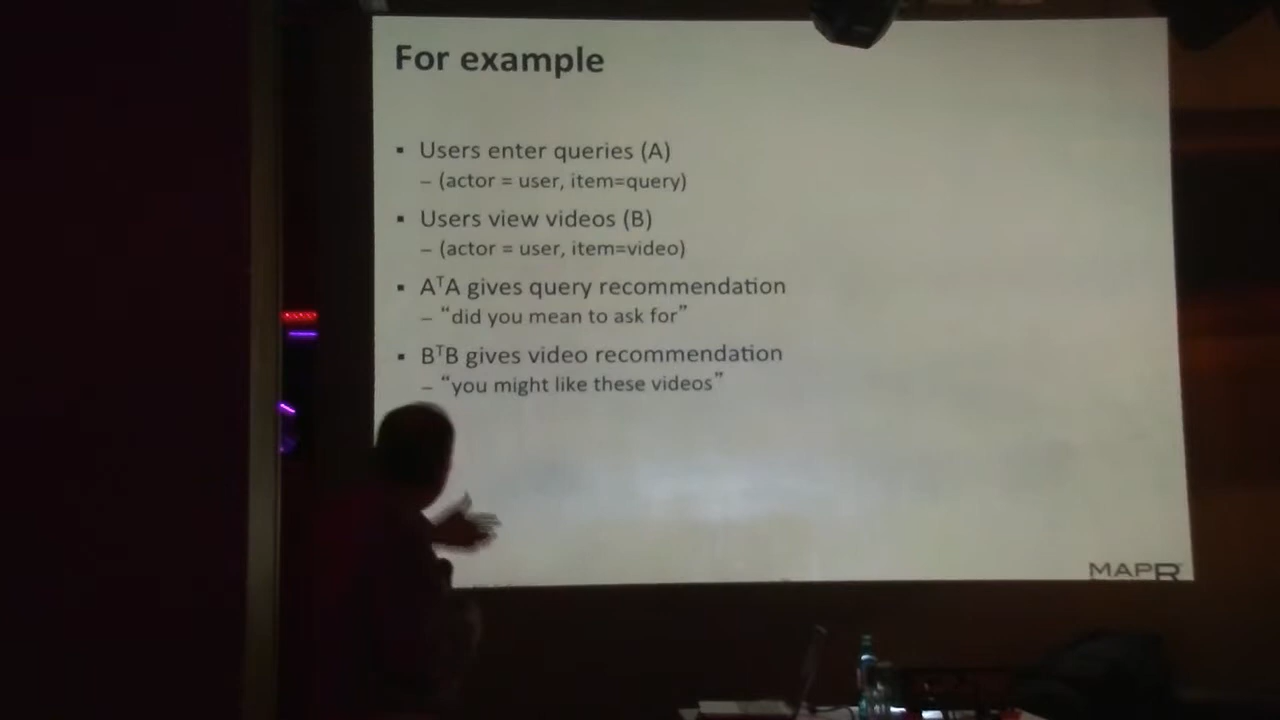 For example
▪ Users enter queries (A)
– (actor = user, item=query)
▪ Users view videos (B)
– (actor = user, item=video)
▪ AᵀA gives query recommendation
– “did you mean to ask for”
▪ BᵀB gives video recommendation
– “you might like these videos”
MAPR